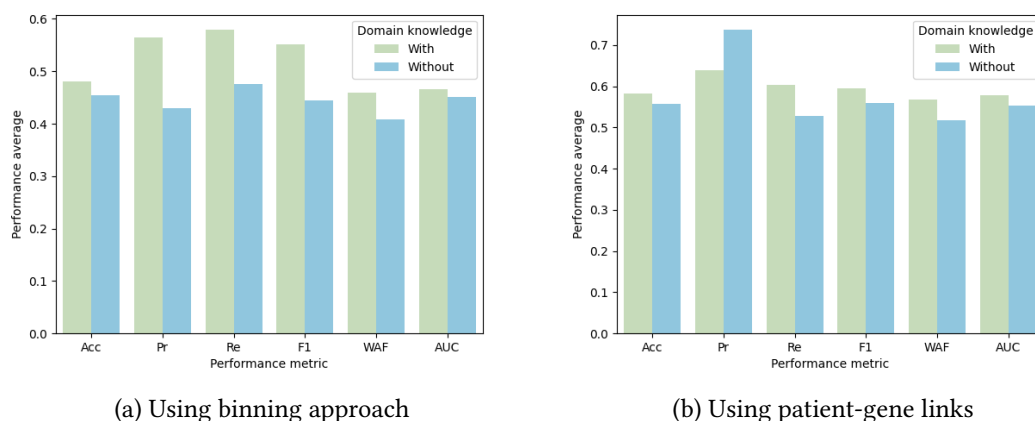 0.6
0.5
0.4
0.3
0.2
0.1
0.0
Performance average
Domain knowledge
With
Without
Acc
Pr
Re
F1
WAF
AUC
Performance metric
(a) Using binning approach
0.7
0.6
0.5
0.4
0.3
0.2
0.1
0.0
Performance average
Domain knowledge
With
Without
Acc
Pr
Re
F1
WAF
AUC
Performance metric
(b) Using patient-gene links